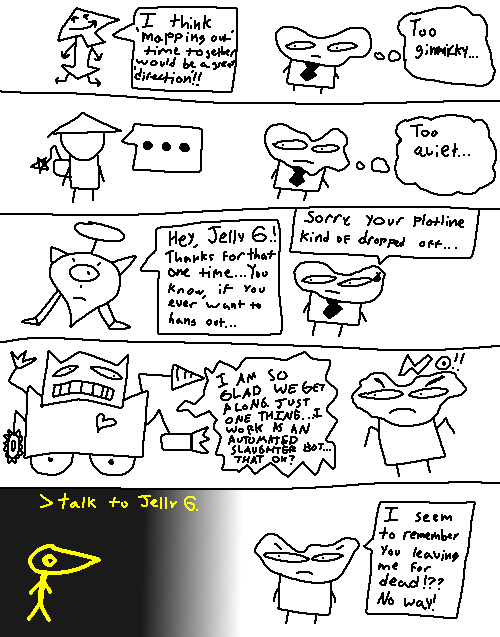 I think
mapping out
time together
would be a great
direction!!
Too
gimmicky...
• • •
Too
quiet...
Hey, Jelly G.!
Thanks for that
one time... You
know, if you
ever want to
hang out...
Sorry, your plotline
kind of dropped off...
I AM SO
GLAD WE GET
ALONG. JUST
ONE THING...I
WORK AS AN
AUTOMATED
SLAUGHTER BOT...
THAT OK?
!!
>talk to Jelly G.
I seem
to remember
you leaving
me for
dead!??
No way!